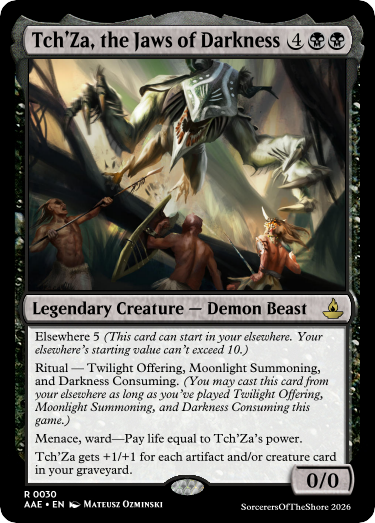 Tch'Za, the Jaws of Darkness 4
Legendary Creature — Demon Beast
Elsewhere 5 (This card can start in your elsewhere. Your
elsewhere's starting value can't exceed 10.)
Ritual — Twilight Offering, Moonlight Summoning,
and Darkness Consuming. (You may cast this card from
your elsewhere as long as you've played Twilight Offering,
Moonlight Summoning, and Darkness Consuming this
game.)
Menace, ward—Pay life equal to Tch'Za's power.
Tch'Za gets +1/+1 for each artifact and/or creature card
in your graveyard.
0/0
R 0030
AAE • EN Mateusz Ozminski
SorcerersOfTheShore 2026